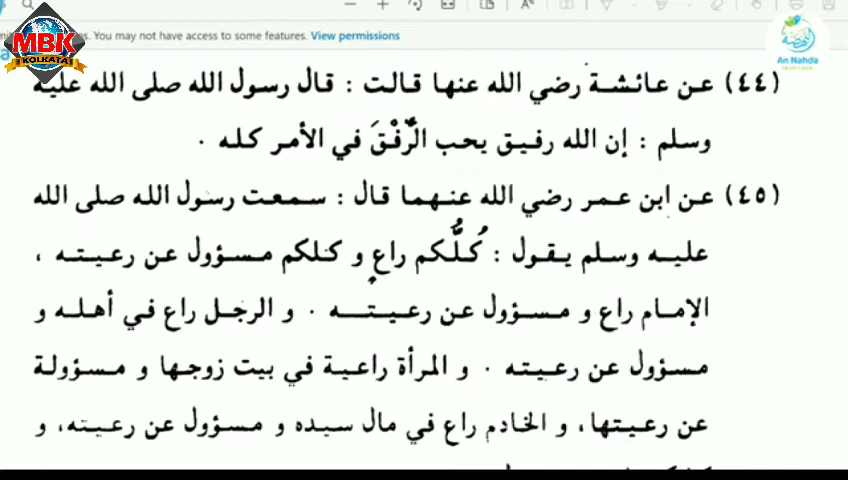 es. You may not have access to some features. View permissions
MBK
KOLKATA
An Nahda
(٤٤) عن عائشة رضي الله عنها قالت : قال رسول الله صلى الله عليه
وسلم : إن الله رفيق يحب الرِّفْقَ في الأمر كله .
(٤٥) عن ابن عمر رضي الله عنهما قال : سمعت رسول الله صلى الله
عليه وسلم يقول : كُلُّكم راعٍ و كلكم مسؤول عن رعيته ،
الإمام راع و مسؤول عن رعيته . و الرجل راع في أهله و
مسؤول عن رعيته . و المرأة راعية في بيت زوجها و مسؤولة
عن رعيتها، و الخادم راع في مال سيده و مسؤول عن رعيته، و